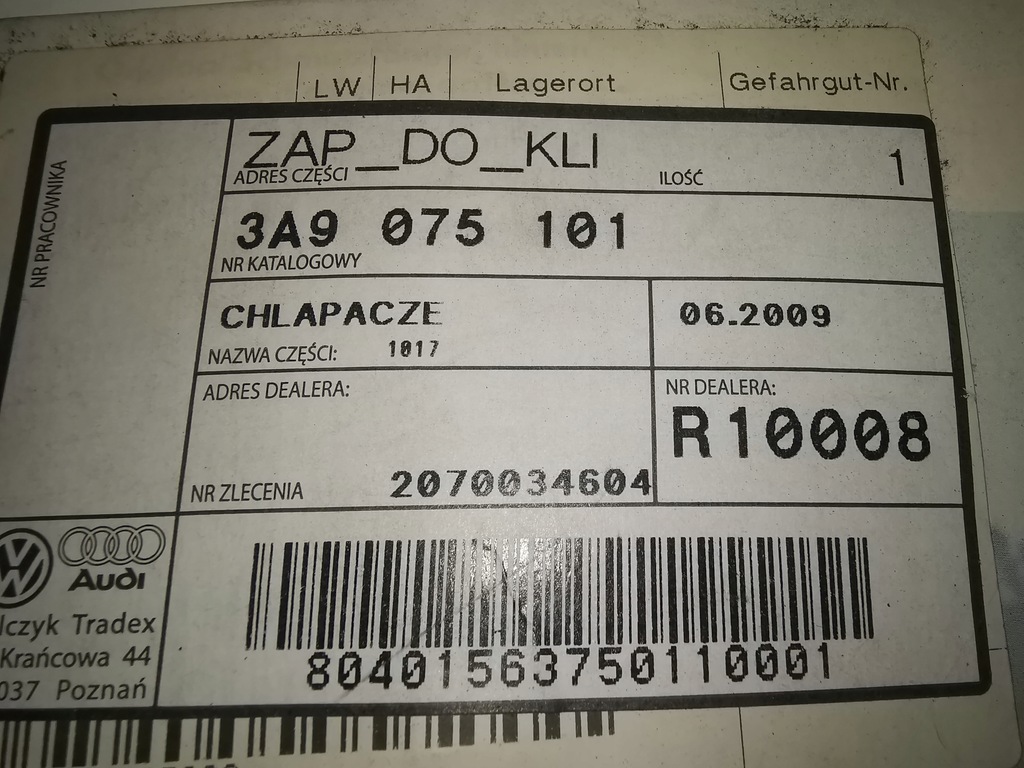 LW HA Lagerort Gefahrgut-Nr.
NR PRACOWNIKA
ZAP_DO_KLI
ADRES CZĘŚCI
ILOŚĆ 1
3A9 075 101
NR KATALOGOWY
CHLAPACZE
NAZWA CZĘŚCI: 1017
06.2009
ADRES DEALERA:
NR DEALERA:
R10008
NR ZLECENIA 2070034604
VW
Audi
lczyk Tradex
Krańcowa 44
037 Poznań
80401563750110001